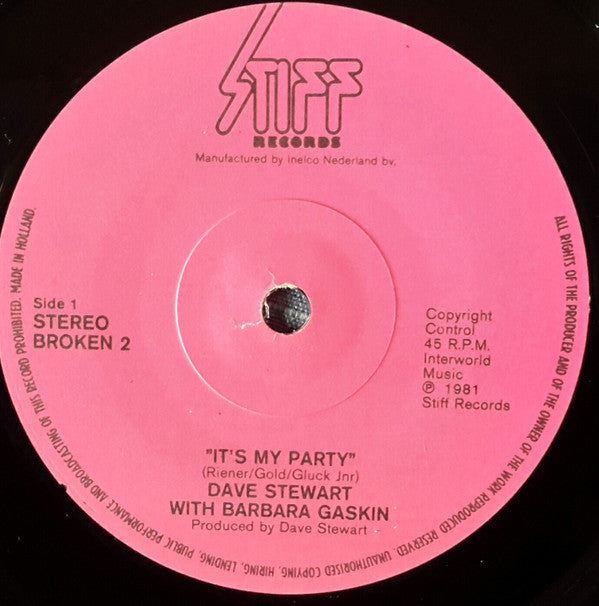 STIFF
RECORDS
Manufactured by Inelco Nederland bv.
Side 1
STEREO
BROKEN 2
Copyright
Control
45 R.P.M.
Interworld
Music
℗ 1981
Stiff Records
"IT'S MY PARTY"
(Riener/Gold/Gluck Jnr)
DAVE STEWART
WITH BARBARA GASKIN
Produced by Dave Stewart
ALL RIGHTS OF THE PRODUCER AND OF THE OWNER OF THE WORK REPRODUCED RESERVED. UNAUTHORISED COPYING, HIRING, LENDING, PUBLIC PERFORMANCE AND BROADCASTING OF THIS RECORD PROHIBITED. MADE IN HOLLAND.